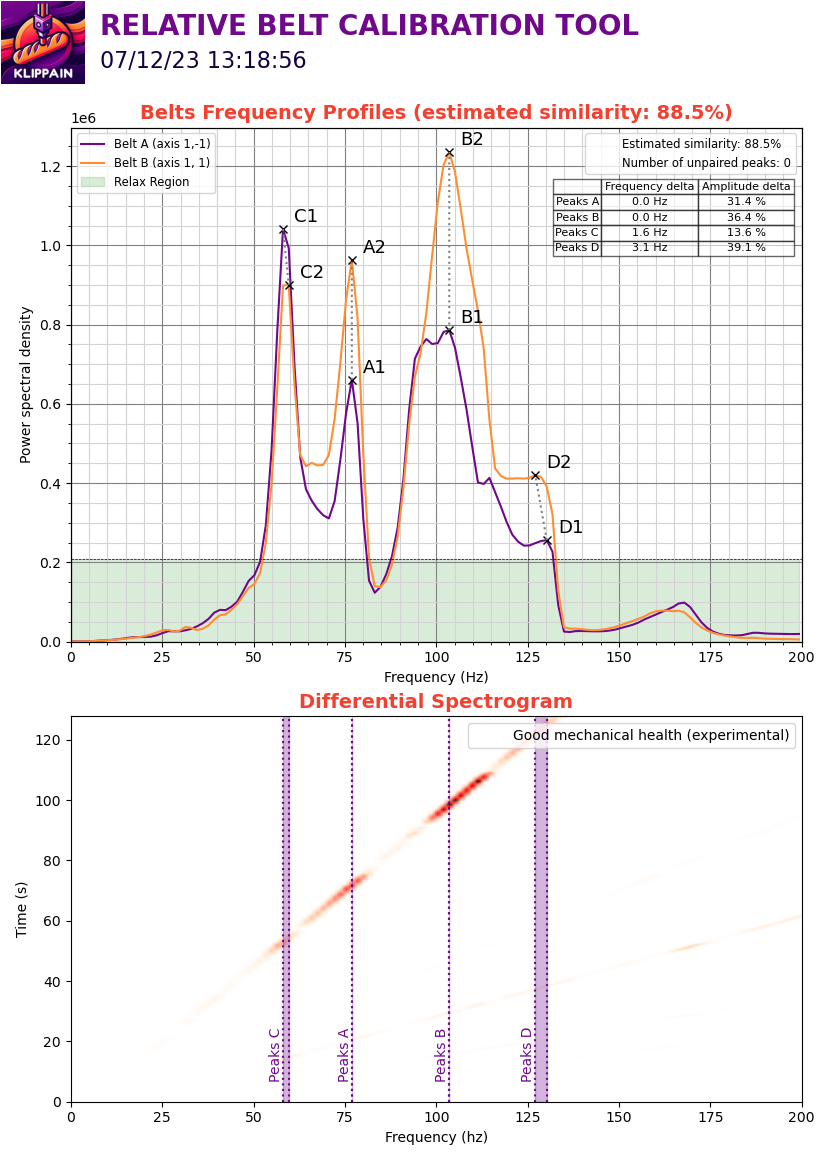 KLIPPAIN
RELATIVE BELT CALIBRATION TOOL
07/12/23 13:18:56
Belts Frequency Profiles (estimated similarity: 88.5%)
1e6
Belt A (axis 1,-1)
Belt B (axis 1, 1)
Relax Region
Estimated similarity: 88.5%
Number of unpaired peaks: 0
Frequency delta Amplitude delta
Peaks A 0.0 Hz 31.4 %
Peaks B 0.0 Hz 36.4 %
Peaks C 1.6 Hz 13.6 %
Peaks D 3.1 Hz 39.1 %
B2
C1
A2
C2
B1
A1
D2
D1
Power spectral density
1.2
1.0
0.8
0.6
0.4
0.2
0.0
0 25 50 75 100 125 150 175 200
Frequency (Hz)
Differential Spectrogram
Good mechanical health (experimental)
Time (s)
120
100
80
60
40
20
0
Peaks C
Peaks A
Peaks B
Peaks D
0 25 50 75 100 125 150 175 200
Frequency (hz)